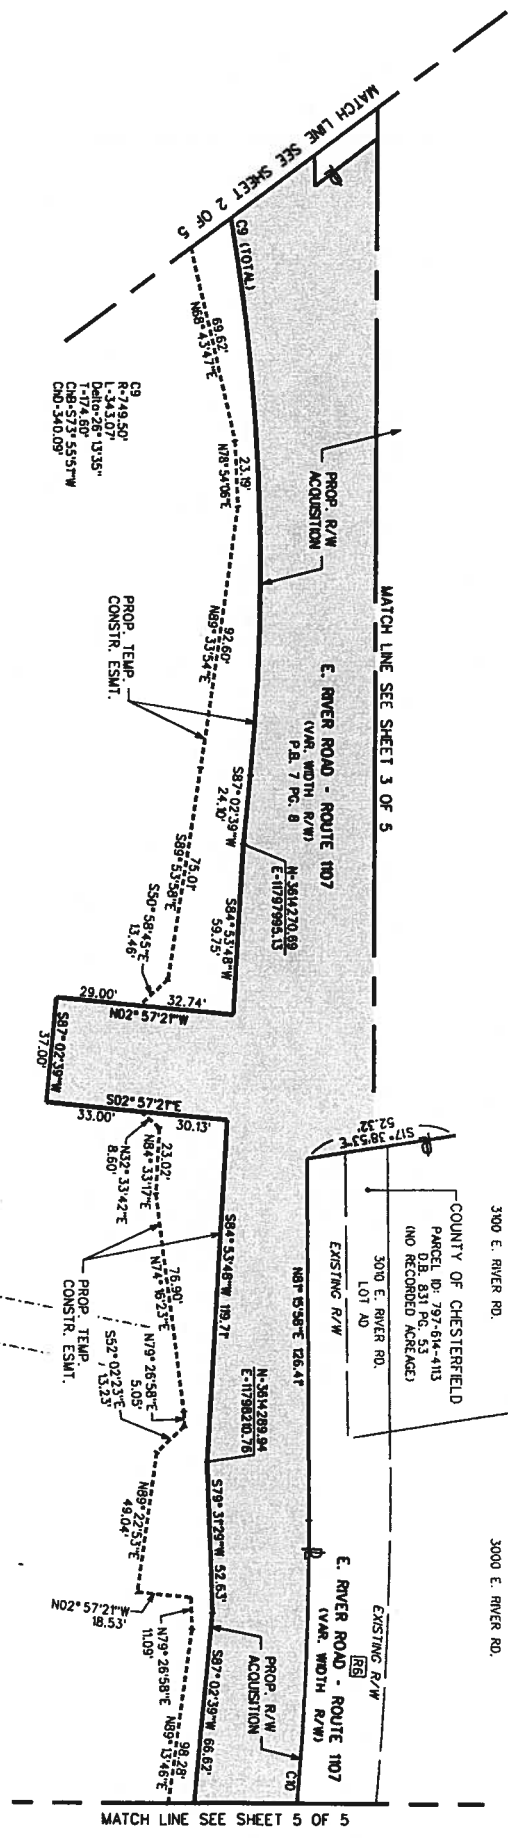 MATCH LINE SEE SHEET 2 OF 5
C9 (TOTAL)
69.62'
N68°43'47"E
C9
R=749.50'
L=343.07'
Delta=26°13'35"
T=174.60'
ChB=S73°55'51"W
ChD=340.09'
23.19'
N78°54'06"E
PROP. R/W
ACQUISITION
MATCH LINE SEE SHEET 3 OF 5
92.60'
N89°33'54"E
PROP. TEMP.
CONSTR. ESMT.
E. RIVER ROAD - ROUTE 1107
(VAR. WIDTH R/W)
P.B. 7 PG. 8
S87°02'39"W
24.10'
N-3614270.69
E-11797995.13
75.01'
S89°53'58"E
S84°53'48"W
59.75'
S50°58'45"E
13.46'
29.00'
32.74'
N02°57'21"W
S87°02'39"W
37.00'
S02°57'21"E
33.00'
30.13'
S17°38'53"E
52.32'
N32°33'42"E
8.60'
23.02'
N84°33'17"E
3100 E. RIVER RD.
COUNTY OF CHESTERFIELD
PARCEL ID: 797-614-4113
D.B. 831 PG. 53
(NO RECORDED ACREAGE)
3010 E. RIVER RD.
LOT AD
EXISTING R/W
N81°15'58"E 126.41'
S84°53'48"W 119.71'
76.90'
N74°16'23"E
PROP. TEMP.
CONSTR. ESMT.
N79°26'58"E
5.05'
S52°02'23"E
13.23'
N-3614289.94
E-11798210.76
N89°22'53"E
49.04'
S79°31'29"W 52.63'
3000 E. RIVER RD.
EXISTING R/W
R6
E. RIVER ROAD - ROUTE 1107
(VAR. WIDTH R/W)
N02°57'21"W
18.53'
N79°26'58"E
11.09'
PROP. R/W
ACQUISITION
S87°02'39"W 66.62'
98.28'
N89°13'46"E
C10
MATCH LINE SEE SHEET 5 OF 5